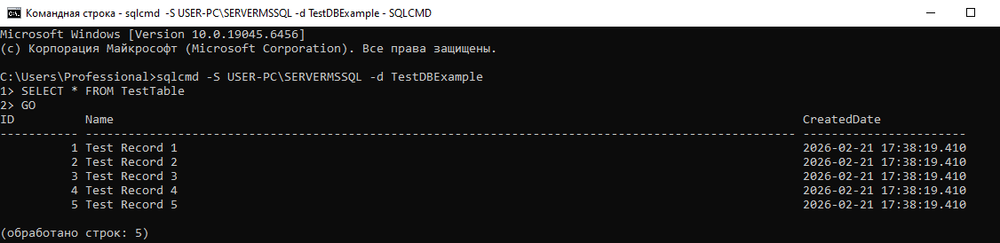 Командная строка - sqlcmd -S USER-PC\SERVERMSSQL -d TestDBExample - SQLCMD
Microsoft Windows [Version 10.0.19045.6456]
(c) Корпорация Майкрософт (Microsoft Corporation). Все права защищены.
C:\Users\Professional>sqlcmd -S USER-PC\SERVERMSSQL -d TestDBExample
1> SELECT * FROM TestTable
2> GO
ID          Name                                                                                                 CreatedDate
----------- ---------------------------------------------------------------------------------------------------- -----------------------
          1 Test Record 1                                                                                        2026-02-21 17:38:19.410
          2 Test Record 2                                                                                        2026-02-21 17:38:19.410
          3 Test Record 3                                                                                        2026-02-21 17:38:19.410
          4 Test Record 4                                                                                        2026-02-21 17:38:19.410
          5 Test Record 5                                                                                        2026-02-21 17:38:19.410
(обработано строк: 5)